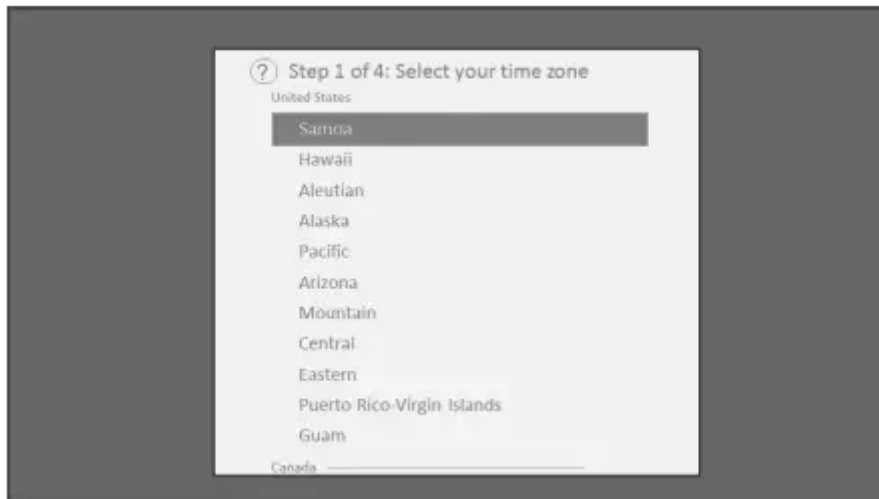 ? Step 1 of 4: Select your time zone
United States
Samoa
Hawaii
Aleutian
Alaska
Pacific
Arizona
Mountain
Central
Eastern
Puerto Rico-Virgin Islands
Guam
Canada